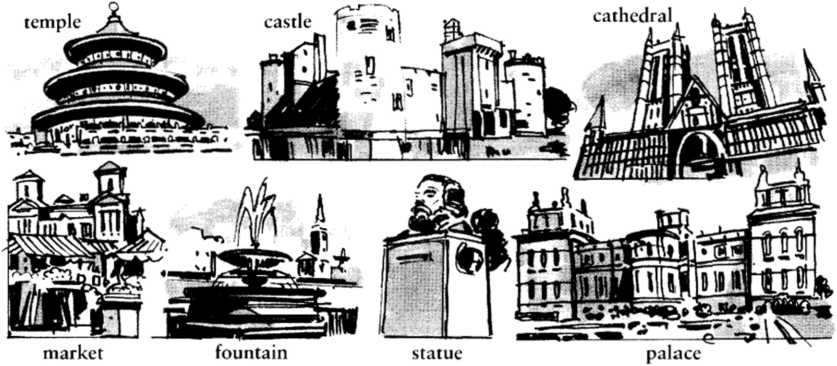 temple
castle
cathedral
market
fountain
statue
palace